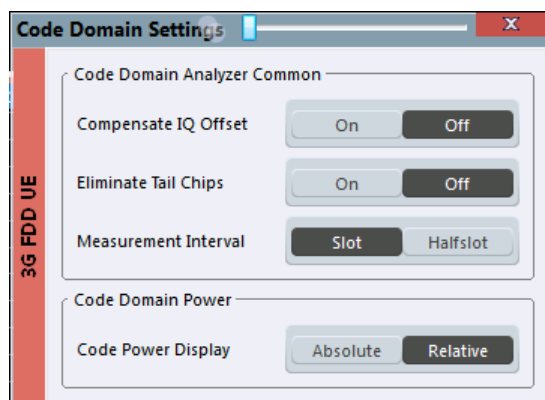 Code Domain Settings
x
Code Domain Analyzer Common
Compensate IQ Offset On Off
Eliminate Tail Chips On Off
Measurement Interval Slot Halfslot
3G FDD UE
Code Domain Power
Code Power Display Absolute Relative